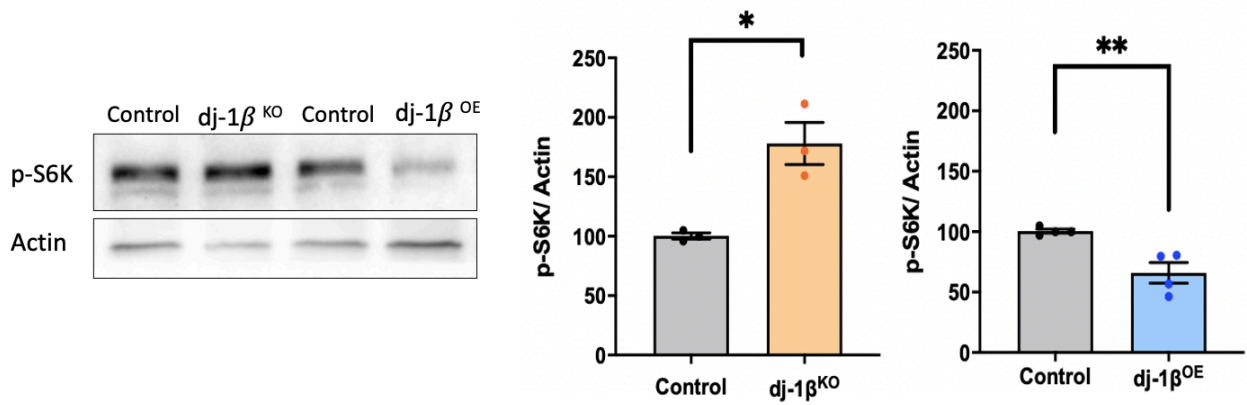 Control dj-1β KO Control dj-1β OE
p-S6K
Actin
*
250
200
150
100
50
0
p-S6K/ Actin
Control dj-1βKO
**
250
200
150
100
50
0
p-S6K/ Actin
Control dj-1βOE